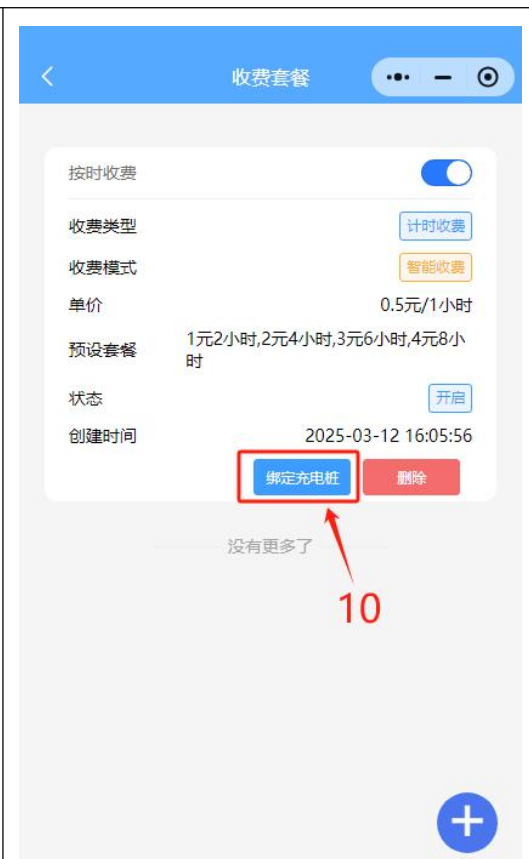 收费套餐
按时收费
收费类型 计时收费
收费模式 智能收费
单价 0.5元/1小时
预设套餐 1元2小时,2元4小时,3元6小时,4元8小
时
状态 开启
创建时间 2025-03-12 16:05:56
绑定充电桩 删除
没有更多了
10